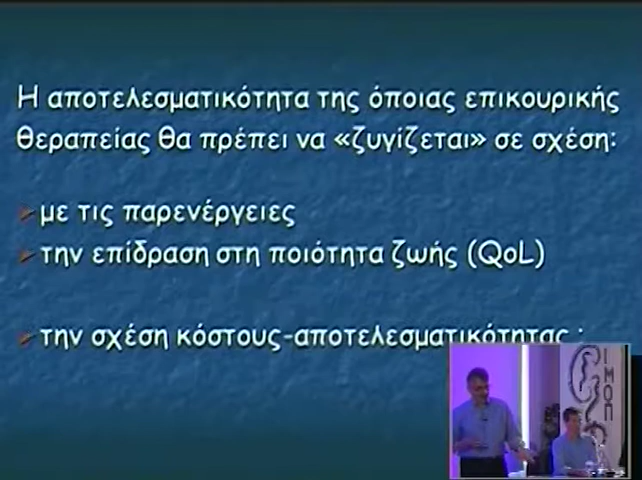 Η αποτελεσματικότητα της όποιας επικουρικής
θεραπείας θα πρέπει να «ζυγίζεται» σε σχέση:
με τις παρενέργειες
την επίδραση στη ποιότητα ζωής (QoL)
την σχέση κόστους-αποτελεσματικότητας ;